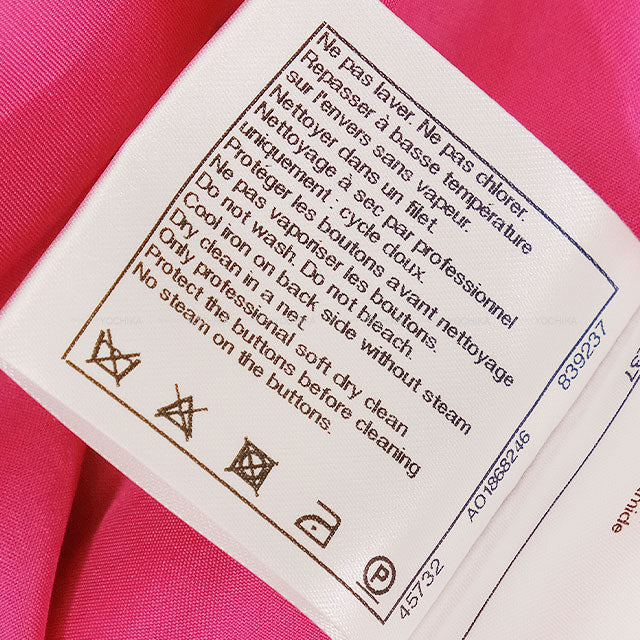 Ne pas laver. Ne pas chlorer.
Repasser à basse température
sur l'envers sans vapeur.
Nettoyer dans un filet.
Nettoyage à sec par professionnel
uniquement : cycle doux.
Protéger les boutons avant nettoyage
Ne pas vaporiser les boutons.
Do not wash. Do not bleach.
Cool iron on back side without steam
Dry clean in a net.
Only professional soft dry clean
Protect the buttons before cleaning
No steam on the buttons.
P
45732 AO1868246 839237
YOCHIKA
YOCHIKA